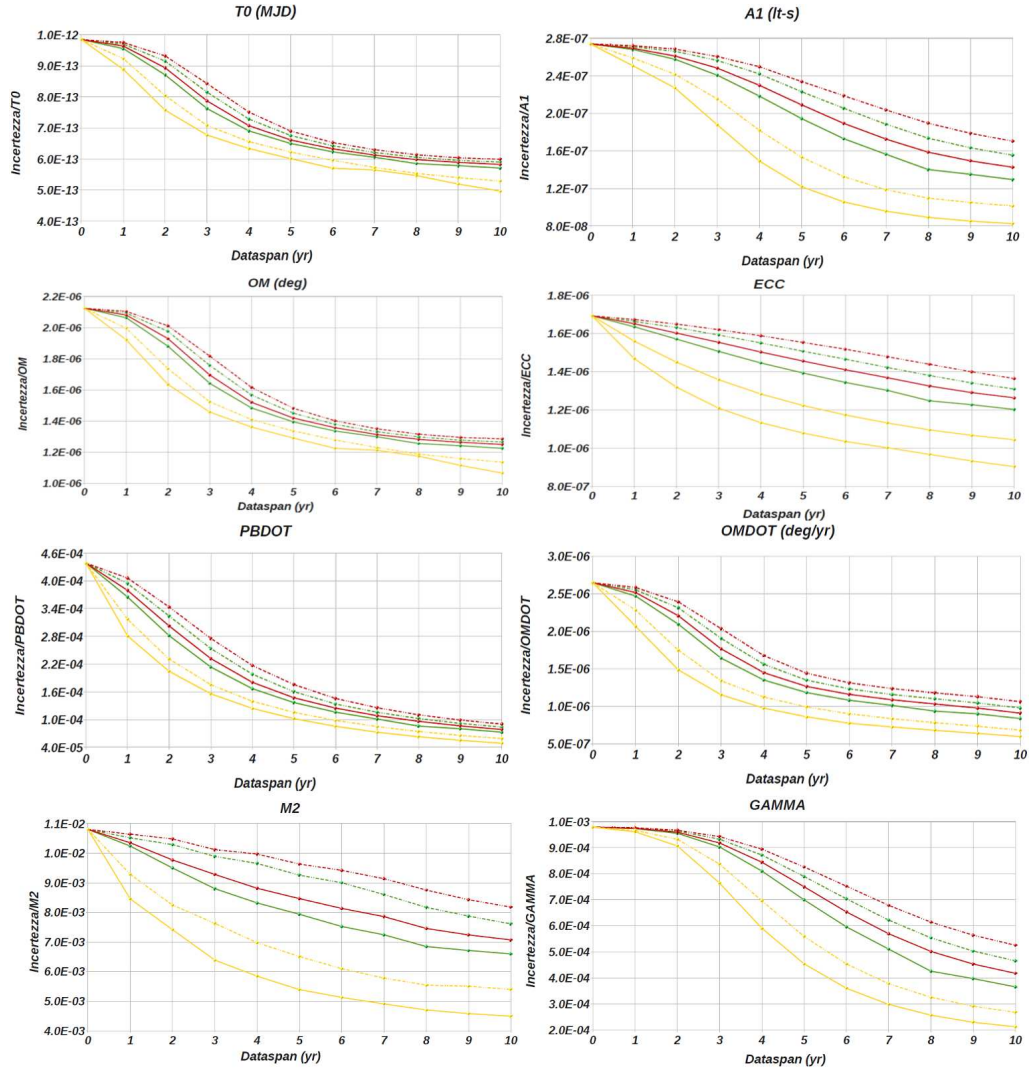 T0 (MJD)
1.0E-12
9.0E-13
8.0E-13
7.0E-13
6.0E-13
5.0E-13
4.0E-13
Incertezza/T0
0 1 2 3 4 5 6 7 8 9 10
Dataspan (yr)
A1 (lt-s)
2.8E-07
2.4E-07
2.0E-07
1.6E-07
1.2E-07
8.0E-08
Incertezza/A1
0 1 2 3 4 5 6 7 8 9 10
Dataspan (yr)
OM (deg)
2.2E-06
2.0E-06
1.8E-06
1.6E-06
1.4E-06
1.2E-06
1.0E-06
Incertezza/OM
0 1 2 3 4 5 6 7 8 9 10
Dataspan (yr)
ECC
1.8E-06
1.6E-06
1.4E-06
1.2E-06
1.0E-06
8.0E-07
Incertezza/ECC
0 1 2 3 4 5 6 7 8 9 10
Dataspan (yr)
PBDOT
4.6E-04
3.4E-04
2.8E-04
2.2E-04
1.6E-04
1.0E-04
4.0E-05
Incertezza/PBDOT
0 1 2 3 4 5 6 7 8 9 10
Dataspan (yr)
OMDOT (deg/yr)
3.0E-06
2.5E-06
2.0E-06
1.5E-06
1.0E-06
5.0E-07
Incertezza/OMDOT
0 1 2 3 4 5 6 7 8 9 10
Dataspan (yr)
M2
1.1E-02
1.0E-02
9.0E-03
8.0E-03
7.0E-03
6.0E-03
5.0E-03
4.0E-03
Incertezza/M2
0 1 2 3 4 5 6 7 8 9 10
Dataspan (yr)
GAMMA
1.0E-03
9.0E-04
8.0E-04
7.0E-04
6.0E-04
5.0E-04
4.0E-04
3.0E-04
2.0E-04
Incertezza/GAMMA
0 1 2 3 4 5 6 7 8 9 10
Dataspan (yr)